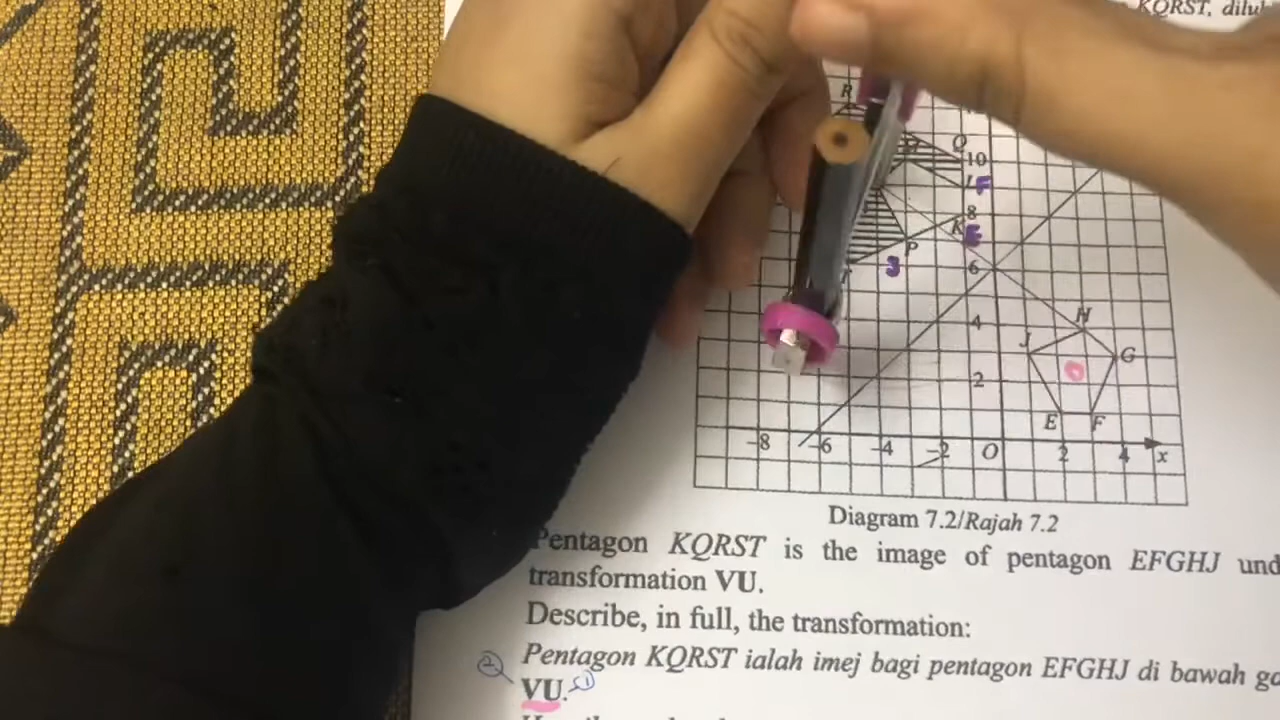 KQRST, dilu
R
Q
10
F
8
K
E
P
J
6
4
H
J
G
2
E
F
-8
-6
-4
-2
O
2
4
x
Diagram 7.2/Rajah 7.2
Pentagon KQRST is the image of pentagon EFGHJ und
transformation VU.
Describe, in full, the transformation:
Pentagon KQRST ialah imej bagi pentagon EFGHJ di bawah ga
2
VU.
1